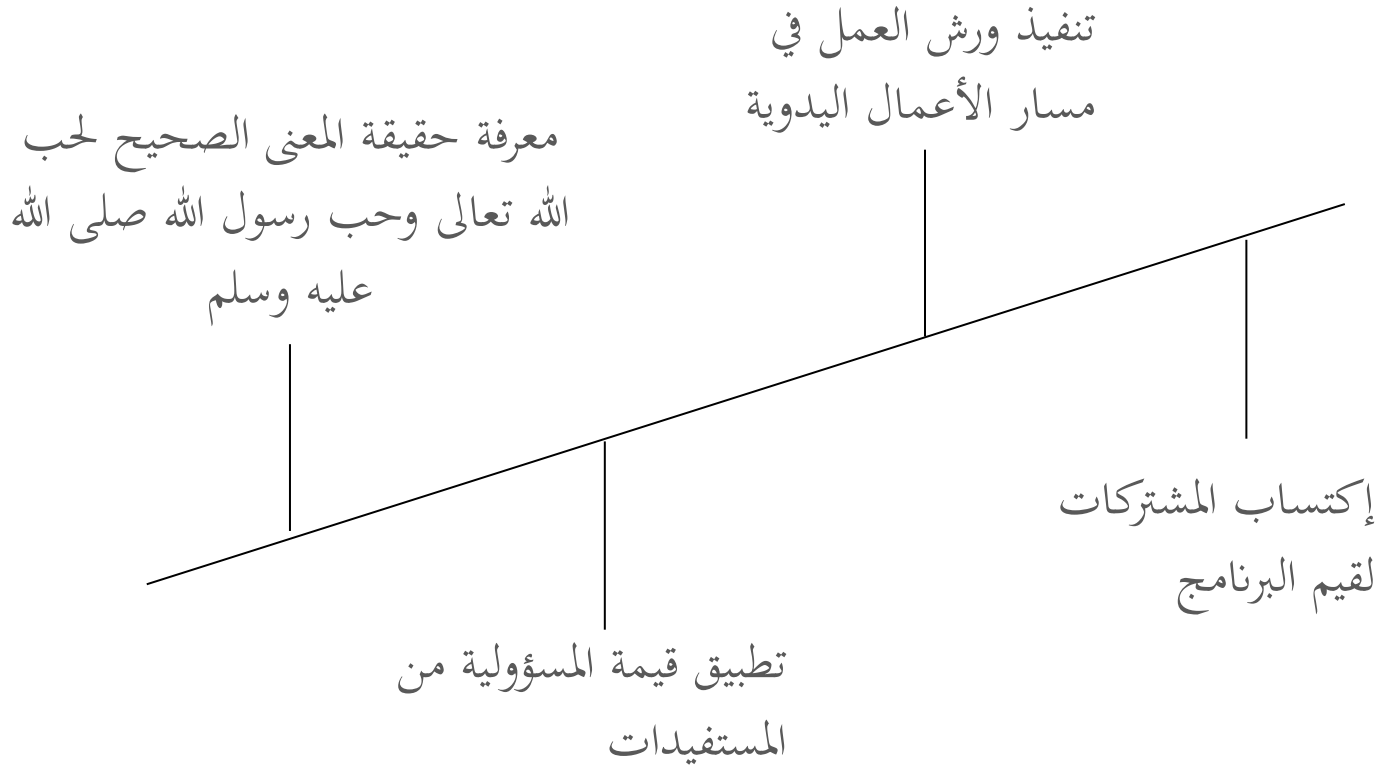 تنفيذ ورش العمل في
مسار الأعمال اليدوية
معرفة حقيقة المعنى الصحيح لحب
الله تعالى وحب رسول الله صلى الله
عليه وسلم
إكتساب المشتركات
لقيم البرنامج
تطبيق قيمة المسؤولية من
المستفيدات